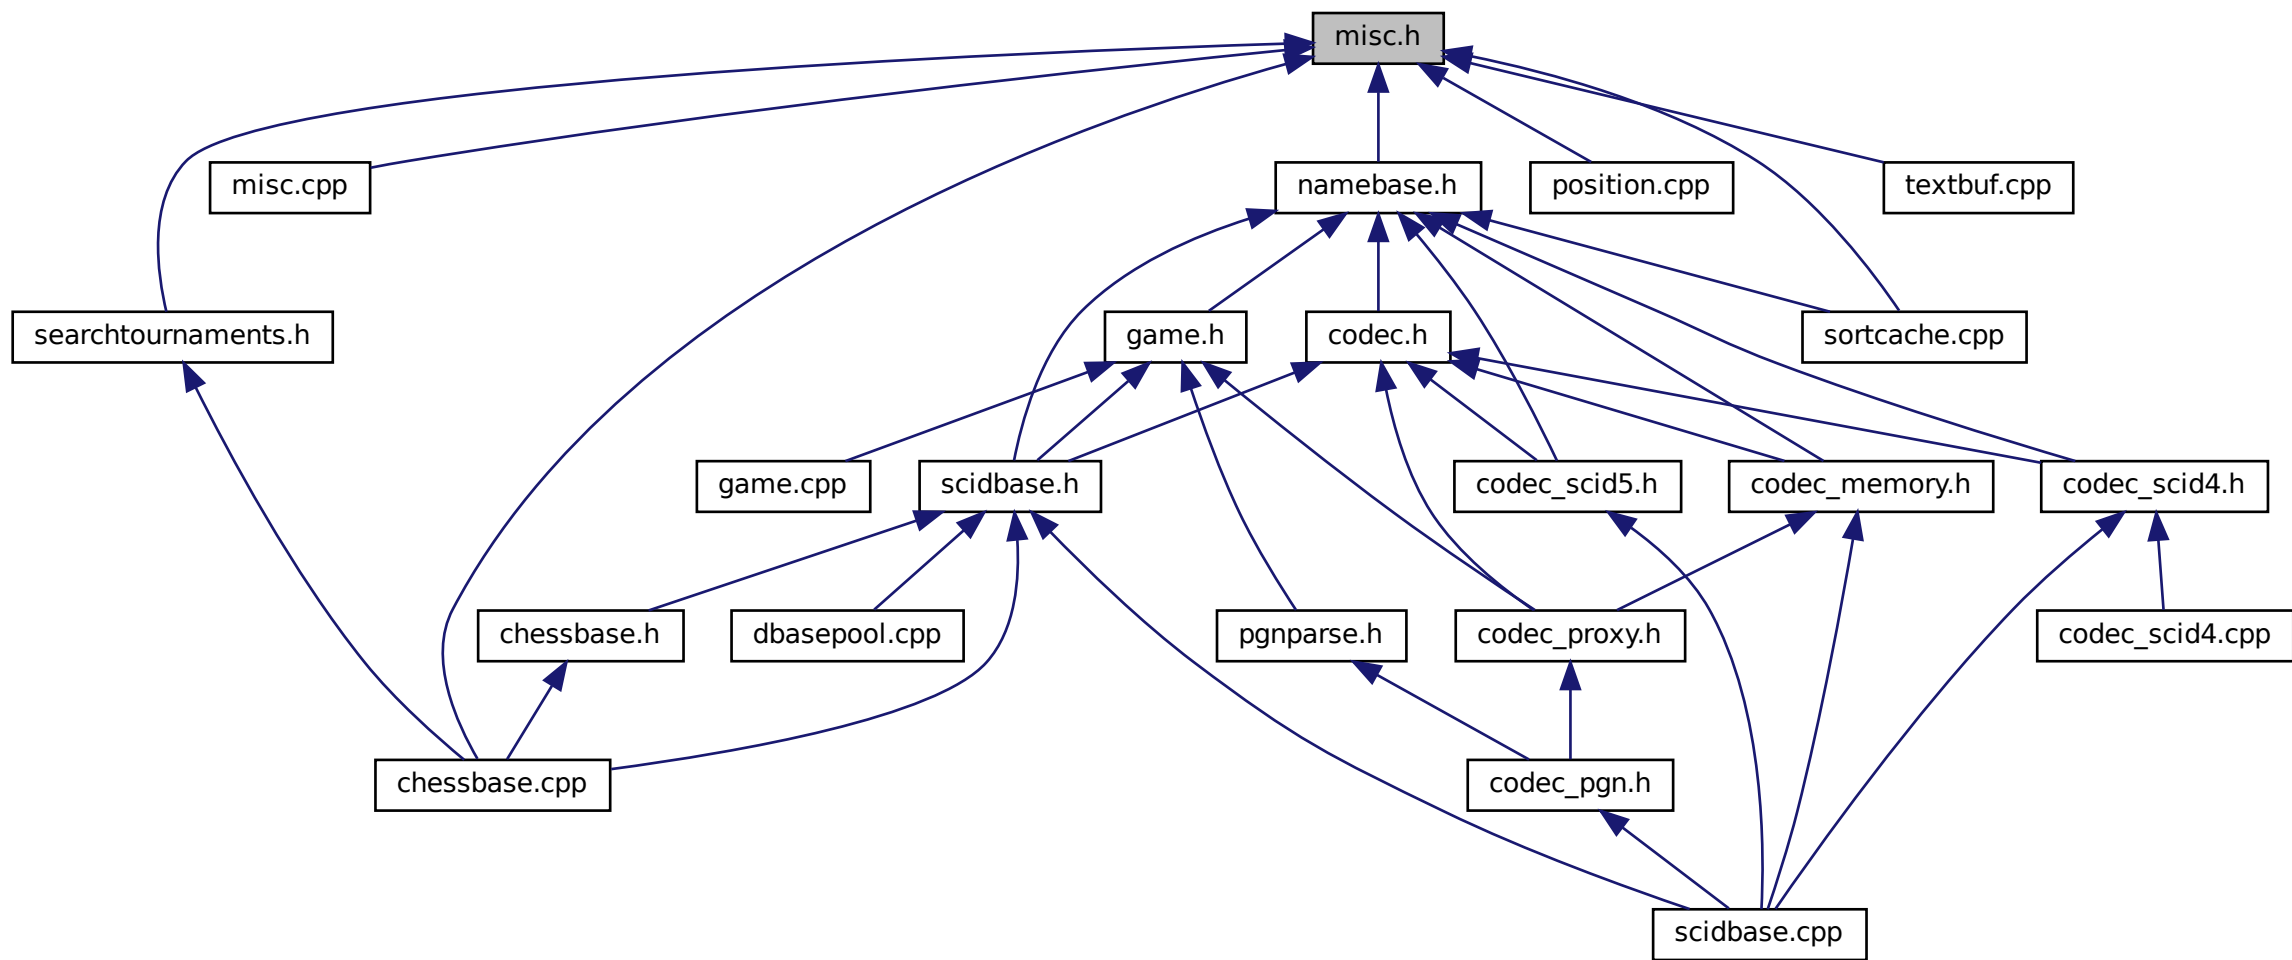 misc.h
misc.cpp
namebase.h
position.cpp
textbuf.cpp
searchtournaments.h
game.h
codec.h
sortcache.cpp
game.cpp
scidbase.h
codec_scid5.h
codec_memory.h
codec_scid4.h
chessbase.h
dbasepool.cpp
pgnparse.h
codec_proxy.h
codec_scid4.cpp
chessbase.cpp
codec_pgn.h
scidbase.cpp